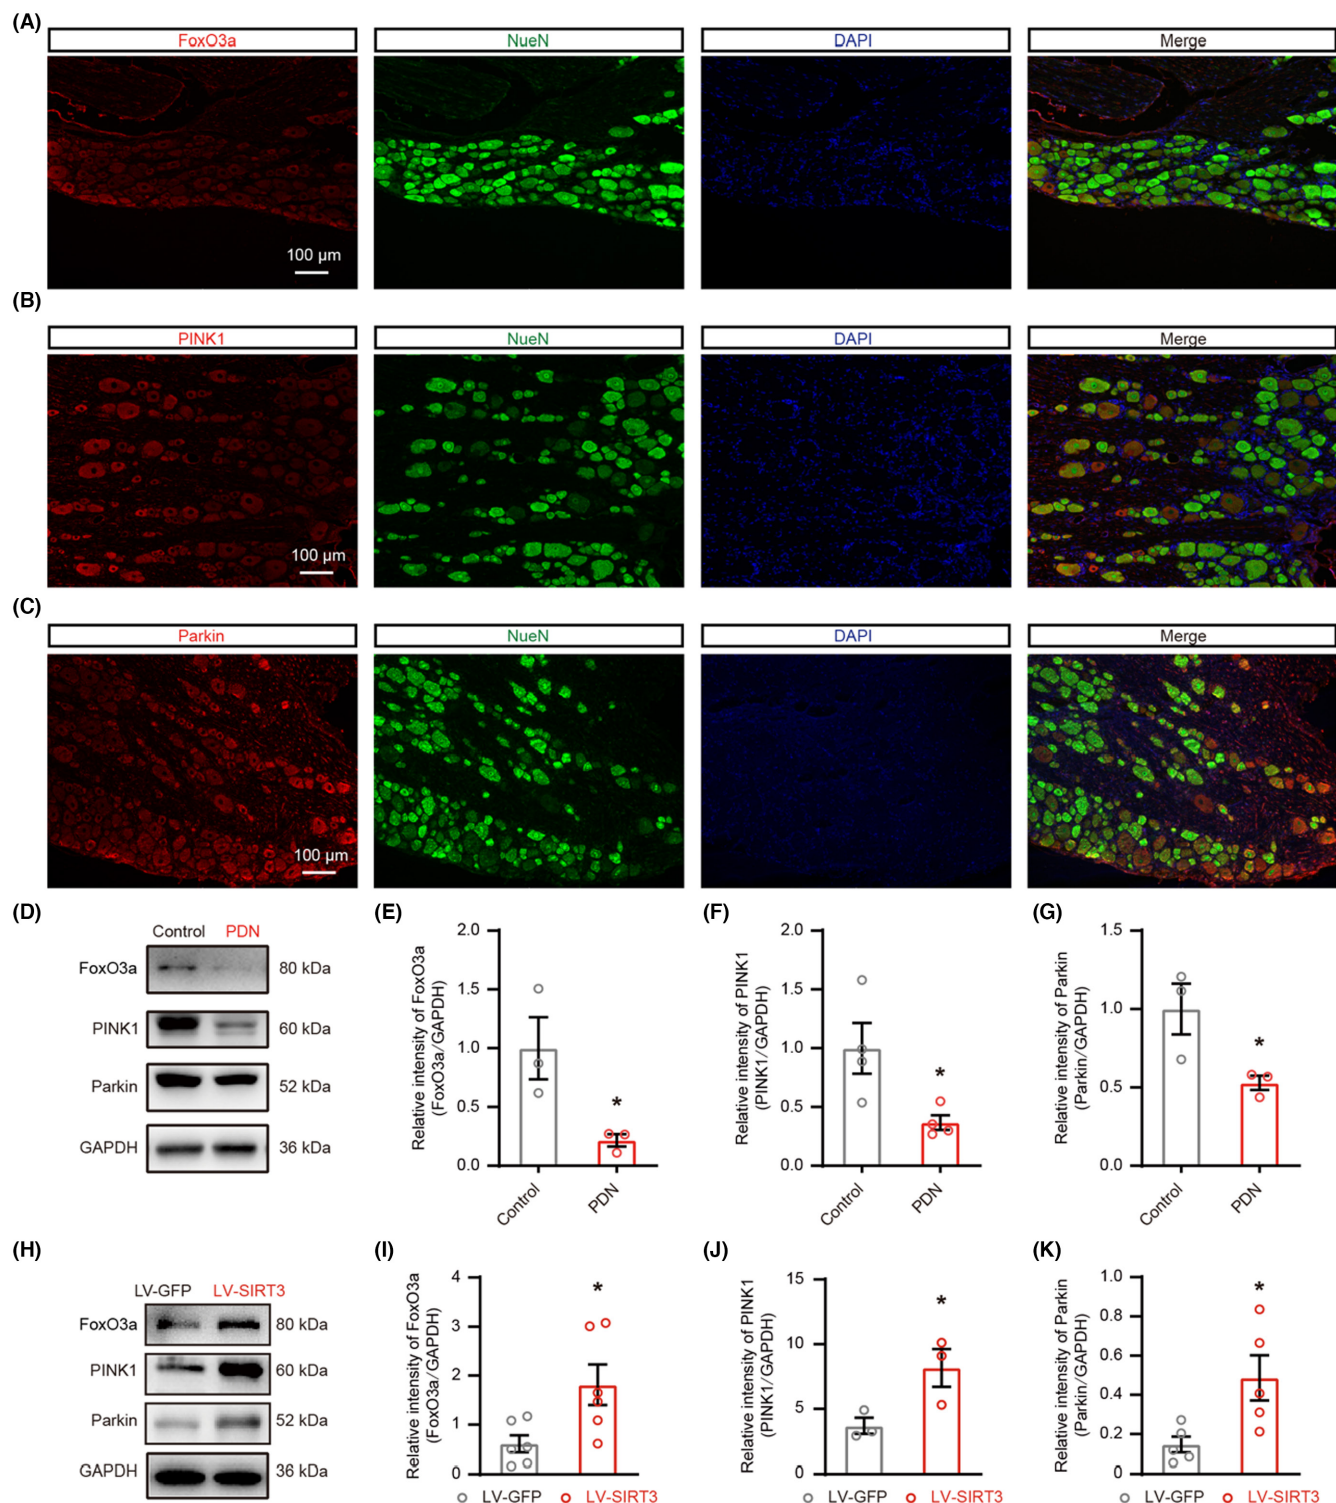 (A)
FoxO3a NueN DAPI Merge
100 µm
(B)
PINK1 NueN DAPI Merge
100 µm
(C)
Parkin NueN DAPI Merge
100 µm
(D)
Control PDN
FoxO3a 80 kDa
PINK1 60 kDa
Parkin 52 kDa
GAPDH 36 kDa
(E)
Relative intensity of FoxO3a
(FoxO3a/GAPDH)
2.0
1.5
1.0
0.5
0.0
*
Control PDN
(F)
Relative intensity of PINK1
(PINK1/GAPDH)
2.0
1.5
1.0
0.5
0.0
*
Control PDN
(G)
Relative intensity of Parkin
(Parkin/GAPDH)
1.5
1.0
0.5
0.0
*
Control PDN
(H)
LV-GFP LV-SIRT3
FoxO3a 80 kDa
PINK1 60 kDa
Parkin 52 kDa
GAPDH 36 kDa
(I)
Relative intensity of FoxO3a
(FoxO3a/GAPDH)
4
3
2
1
0
*
LV-GFP LV-SIRT3
(J)
Relative intensity of PINK1
(PINK1/GAPDH)
15
10
5
0
*
LV-GFP LV-SIRT3
(K)
Relative intensity of Parkin
(Parkin/GAPDH)
1.0
0.8
0.6
0.4
0.2
0
*
LV-GFP LV-SIRT3